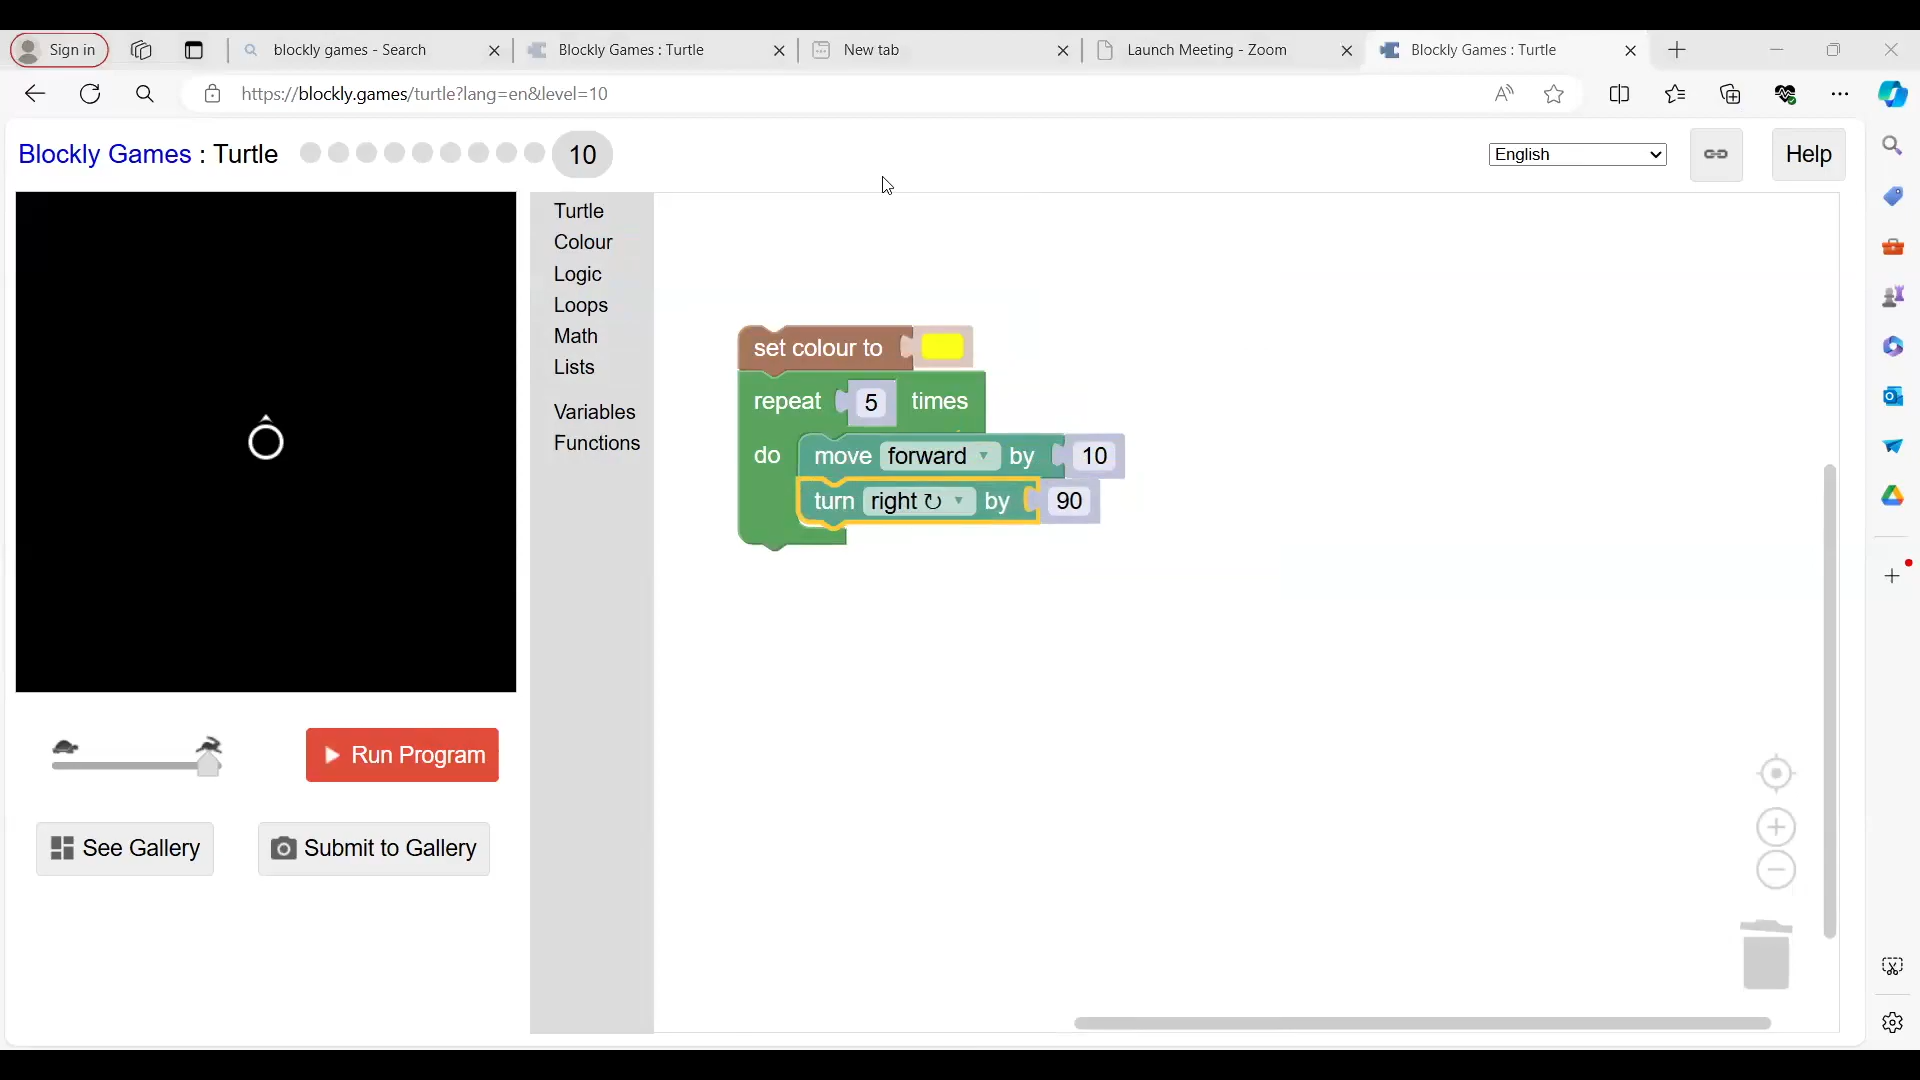 Sign in
blockly games - Search
Blockly Games : Turtle
New tab
Launch Meeting - Zoom
Blockly Games : Turtle
https://blockly.games/turtle?lang=en&level=10
Blockly Games : Turtle
10
English
Help
Turtle
Colour
Logic
Loops
Math
Lists
Variables
Functions
set colour to
repeat 5 times
do move forward by 10
turn right ↻ by 90
Run Program
See Gallery
Submit to Gallery